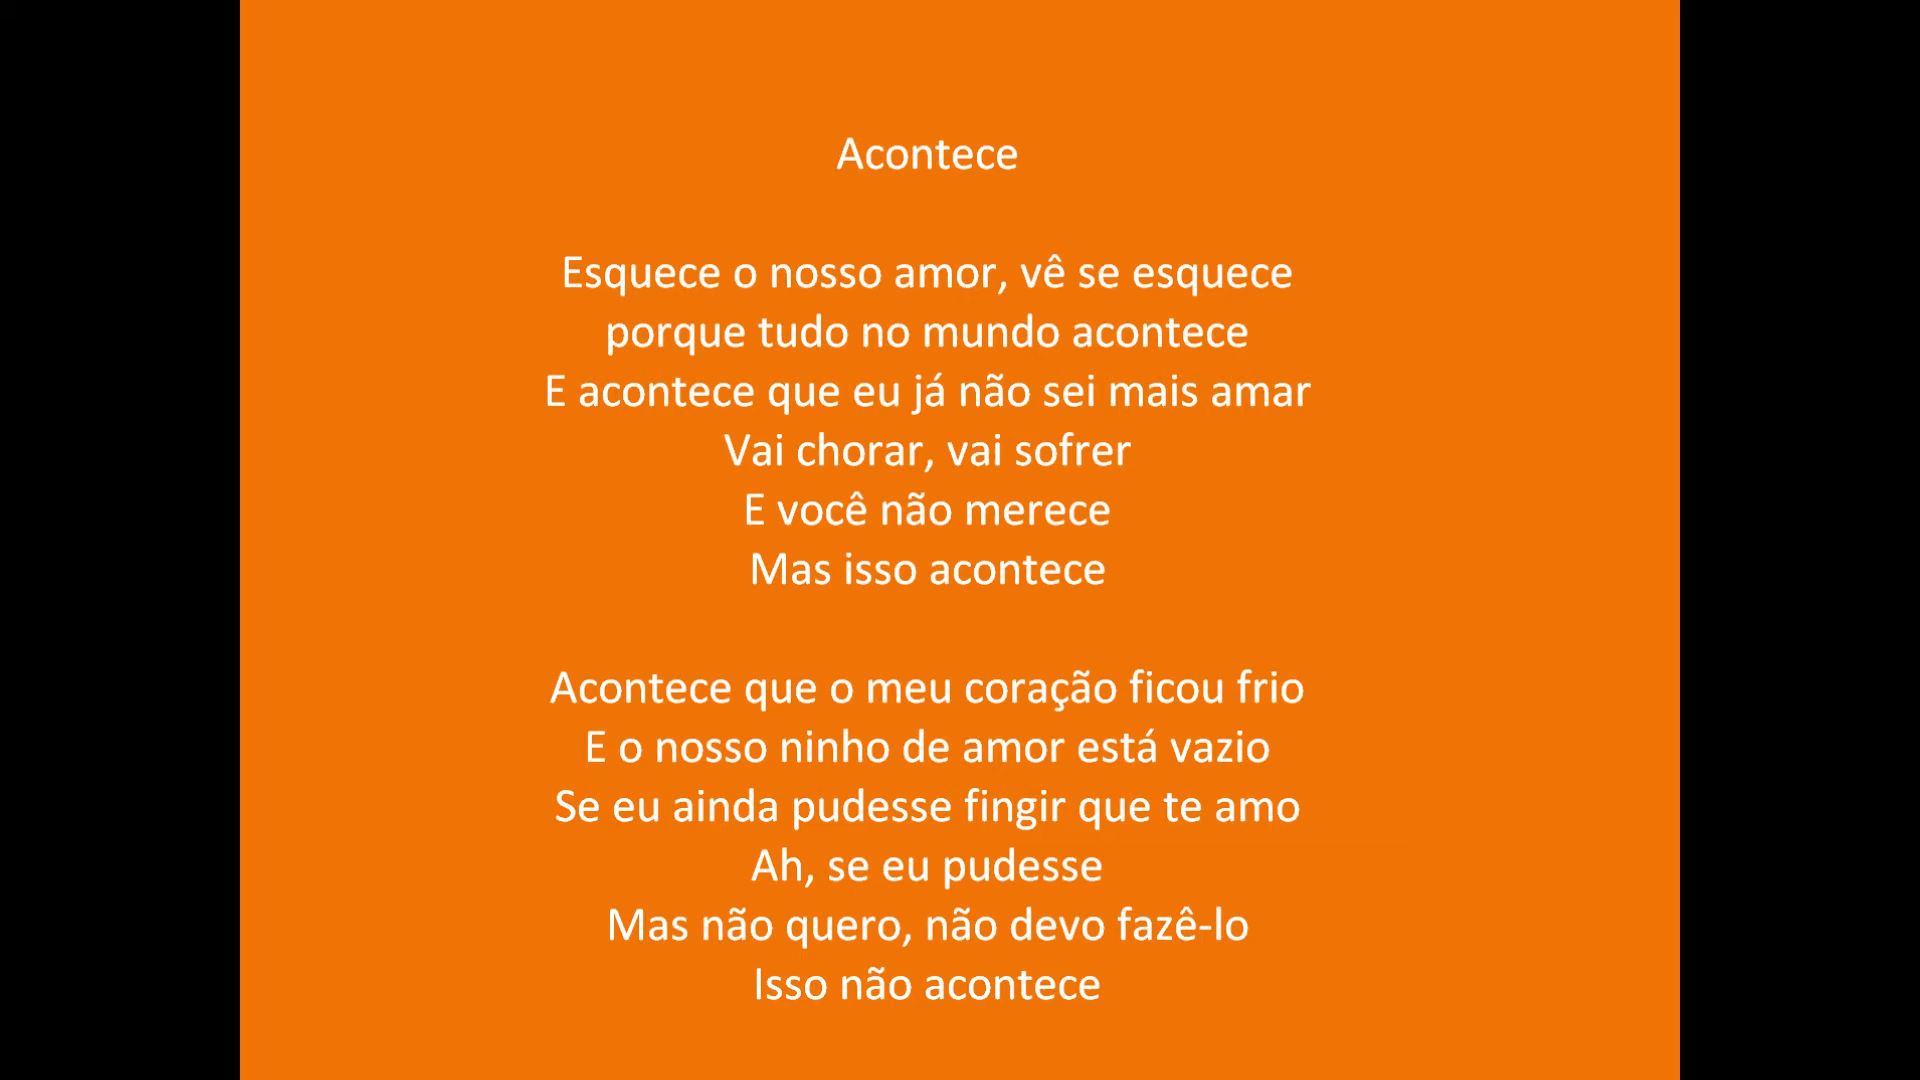 Acontece
Esquece o nosso amor, vê se esquece
porque tudo no mundo acontece
E acontece que eu já não sei mais amar
Vai chorar, vai sofrer
E você não merece
Mas isso acontece
Acontece que o meu coração ficou frio
E o nosso ninho de amor está vazio
Se eu ainda pudesse fingir que te amo
Ah, se eu pudesse
Mas não quero, não devo fazê-lo
Isso não acontece